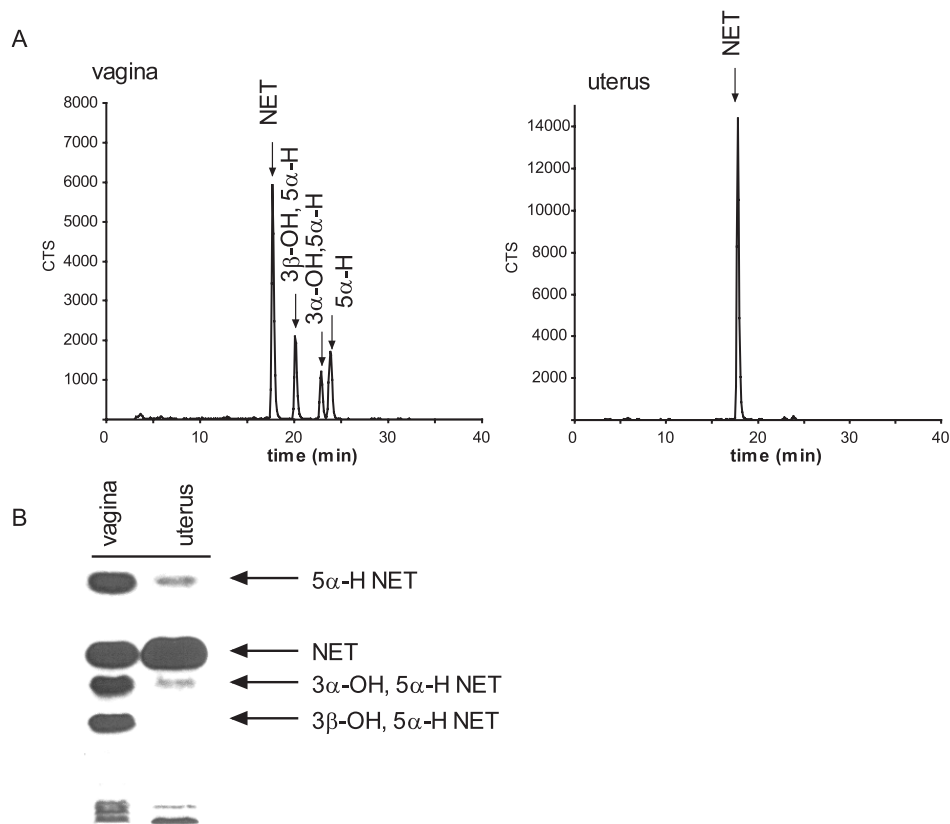 A
vagina
8000
7000
6000
5000
4000
3000
2000
1000
CTS
NET
3β-OH, 5α-H
3α-OH,5α-H
5α-H
0
10
20
30
40
time (min)
uterus
NET
14000
12000
10000
8000
6000
4000
2000
CTS
0
10
20
30
40
time (min)
B
vagina
uterus
5α-H NET
NET
3α-OH, 5α-H NET
3β-OH, 5α-H NET